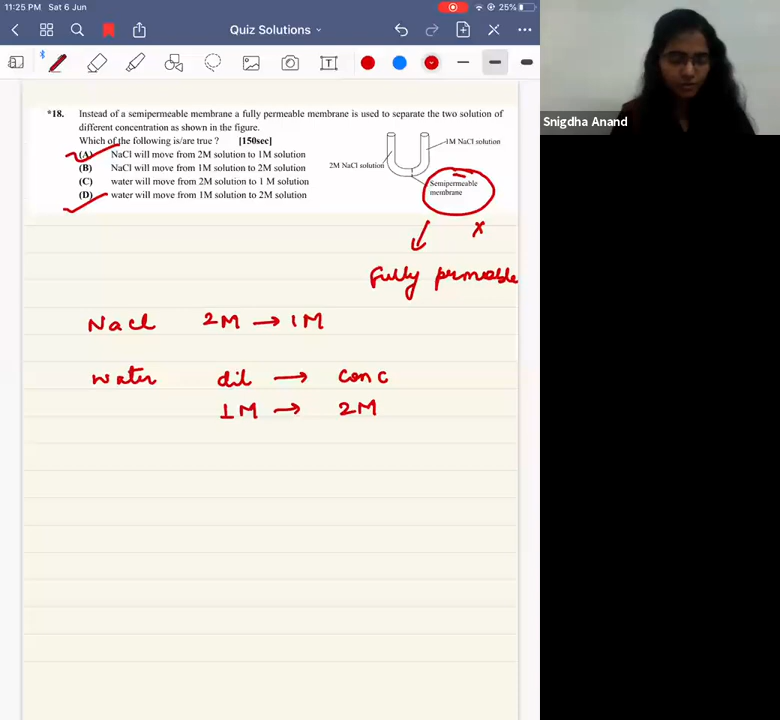 11:25 PM Sat 6 Jun
25%
Quiz Solutions
T
*18. Instead of a semipermeable membrane a fully permeable membrane is used to separate the two solution of
different concentration as shown in the figure.
Which of the following is/are true ? [150sec]
(A) NaCl will move from 2M solution to 1M solution
(B) NaCl will move from 1M solution to 2M solution
(C) water will move from 2M solution to 1 M solution
(D) water will move from 1M solution to 2M solution
1M NaCl solution
2M NaCl solution
Semipermeable
membrane
x
Fully permeable
NaCl 2M → 1M
Water dil → conc
1M → 2M
Snigdha Anand